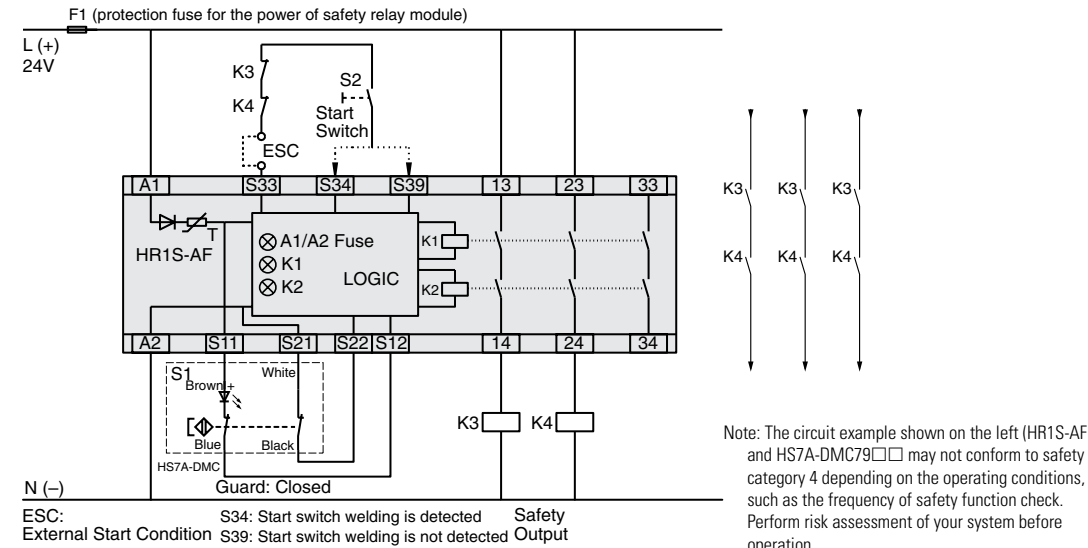 F1 (protection fuse for the power of safety relay module)
L (+)
24V
K3
S2
K4
Start
Switch
ESC
A1 S33 S34 S39 13 23 33
K3 K3 K3
T
HR1S-AF
A1/A2 Fuse
K1
K2
LOGIC
K1
K2
K4 K4 K4
A2 S11 S21 S22 S12 14 24 34
S1
White
Brown +
Blue
Black
HS7A-DMC
K3 K4
Guard: Closed
N (–)
ESC:
External Start Condition
S34: Start switch welding is detected
S39: Start switch welding is not detected
Safety
Output
Note: The circuit example shown on the left (HR1S-AF
and HS7A-DMC79□□ may not conform to safety
category 4 depending on the operating conditions,
such as the frequency of safety function check.
Perform risk assessment of your system before
operation